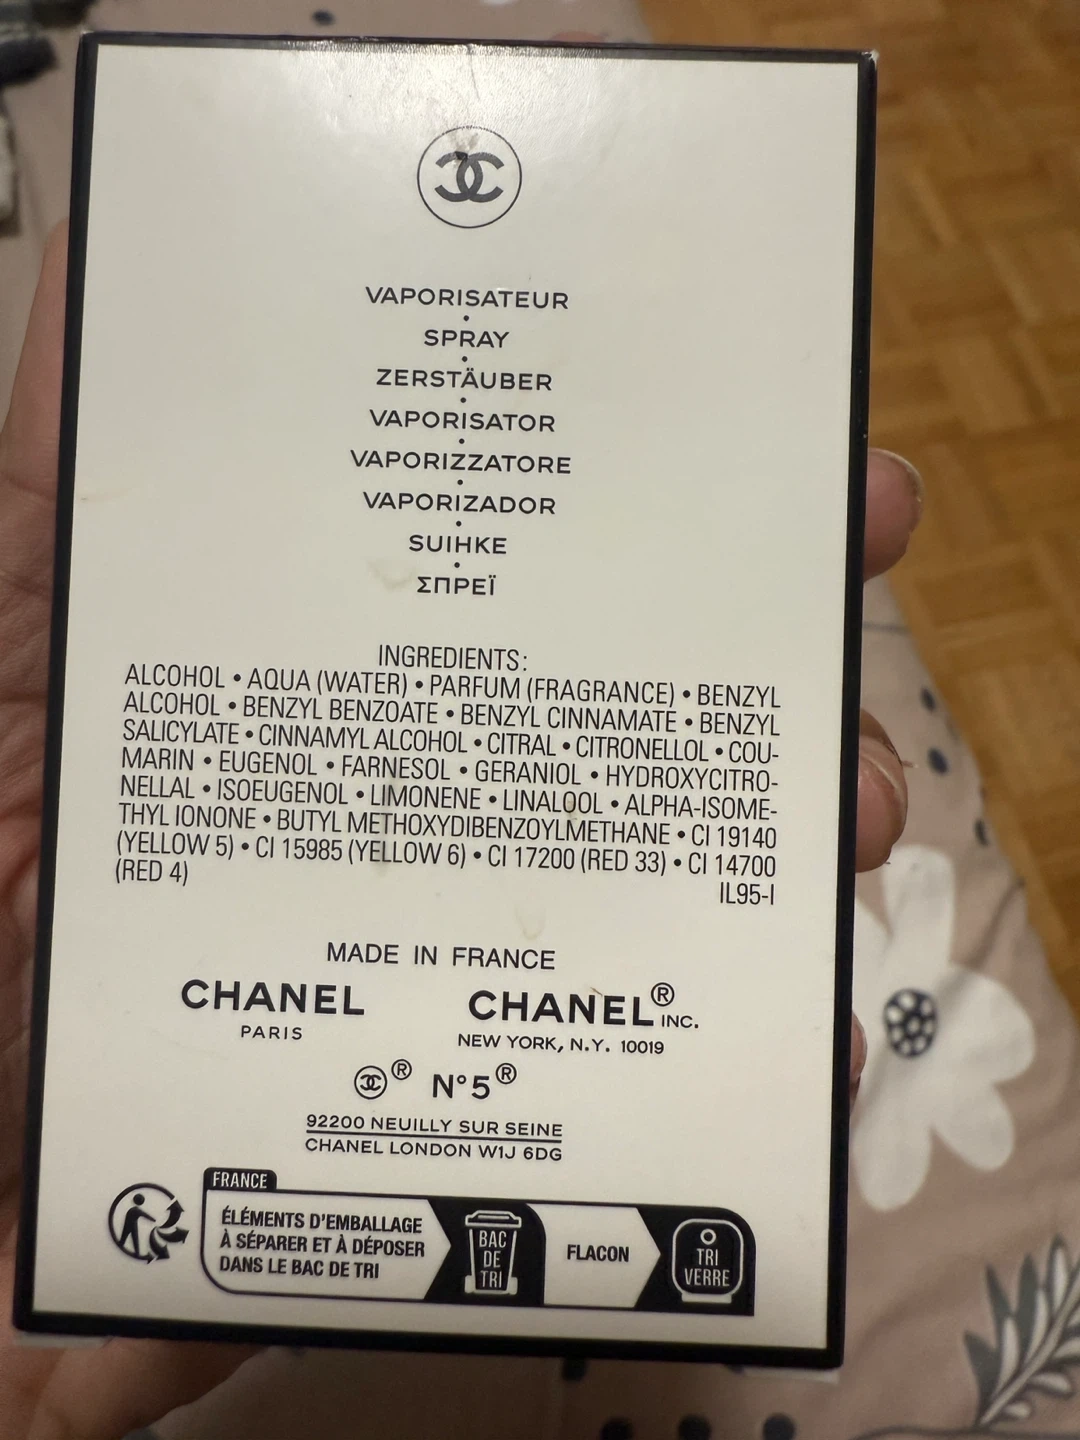 VAPORISATEUR
•
SPRAY
•
ZERSTÄUBER
•
VAPORISATOR
•
VAPORIZZATORE
•
VAPORIZADOR
•
SUIHKE
•
ΣΠΡΕΪ
INGREDIENTS:
ALCOHOL • AQUA (WATER) • PARFUM (FRAGRANCE) • BENZYL
ALCOHOL • BENZYL BENZOATE • BENZYL CINNAMATE • BENZYL
SALICYLATE • CINNAMYL ALCOHOL • CITRAL • CITRONELLOL • COU-
MARIN • EUGENOL • FARNESOL • GERANIOL • HYDROXYCITRO-
NELLAL • ISOEUGENOL • LIMONENE • LINALOOL • ALPHA-ISOME-
THYL IONONE • BUTYL METHOXYDIBENZOYLMETHANE • CI 19140
(YELLOW 5) • CI 15985 (YELLOW 6) • CI 17200 (RED 33) • CI 14700
(RED 4) IL95-I
MADE IN FRANCE
CHANEL CHANEL® INC.
PARIS NEW YORK, N.Y. 10019
® N°5®
92200 NEUILLY SUR SEINE
CHANEL LONDON W1J 6DG
FRANCE
ÉLÉMENTS D'EMBALLAGE
À SÉPARER ET À DÉPOSER
DANS LE BAC DE TRI
BAC
DE
TRI
FLACON
TRI
VERRE